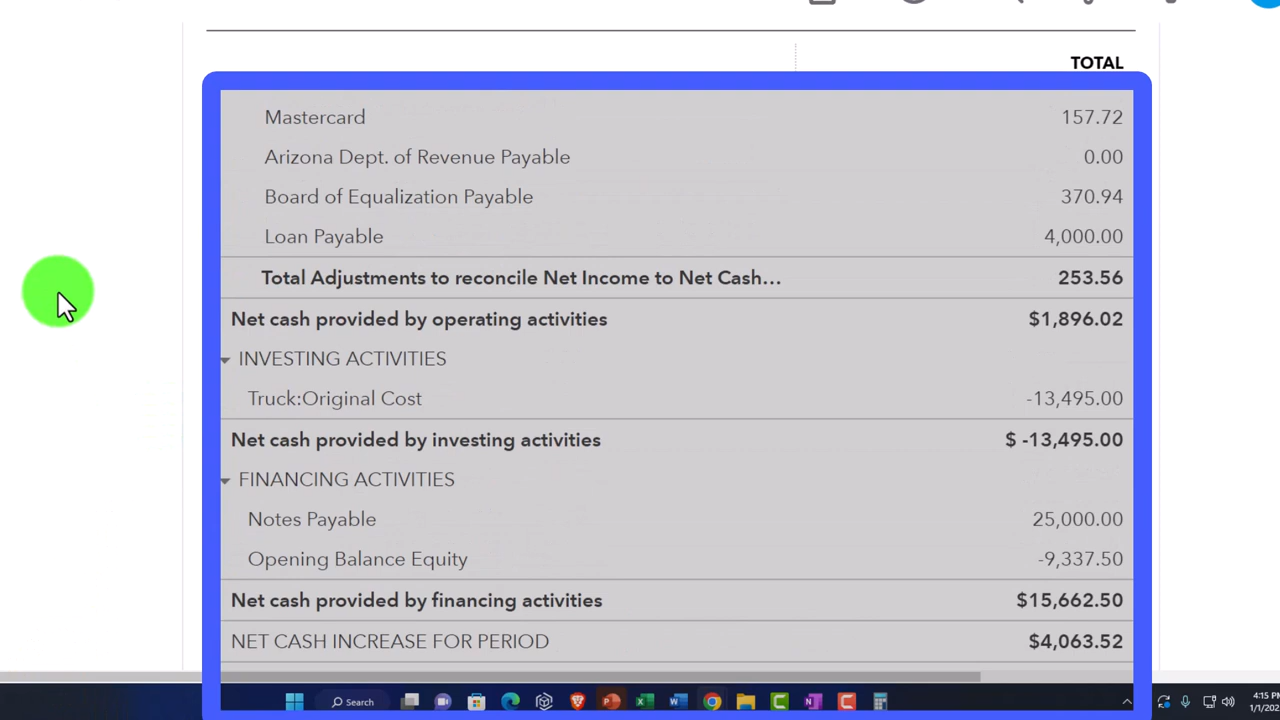 TOTAL
Mastercard 157.72
Arizona Dept. of Revenue Payable 0.00
Board of Equalization Payable 370.94
Loan Payable 4,000.00
Total Adjustments to reconcile Net Income to Net Cash... 253.56
Net cash provided by operating activities $1,896.02
INVESTING ACTIVITIES
Truck:Original Cost -13,495.00
Net cash provided by investing activities $ -13,495.00
FINANCING ACTIVITIES
Notes Payable 25,000.00
Opening Balance Equity -9,337.50
Net cash provided by financing activities $15,662.50
NET CASH INCREASE FOR PERIOD $4,063.52
Search
4:15 PM